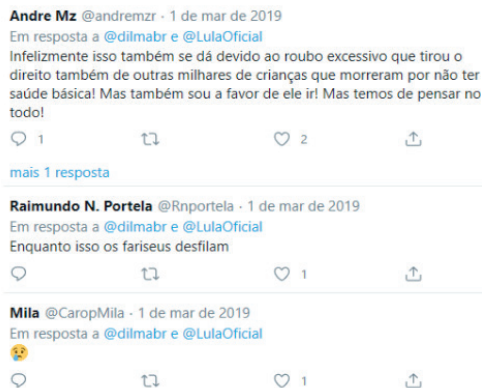 Andre Mz @andremzr · 1 de mar de 2019
Em resposta a @dilmabr e @LulaOficial
Infelizmente isso também se dá devido ao roubo excessivo que tirou o
direito também de outras milhares de crianças que morreram por não ter
saúde básica! Mas também sou a favor de ele ir! Mas temos de pensar no
todo!
1 2
mais 1 resposta
Raimundo N. Portela @Rnportela · 1 de mar de 2019
Em resposta a @dilmabr e @LulaOficial
Enquanto isso os fariseus desfilam
1
Mila @CaropMila · 1 de mar de 2019
Em resposta a @dilmabr e @LulaOficial
😢
1